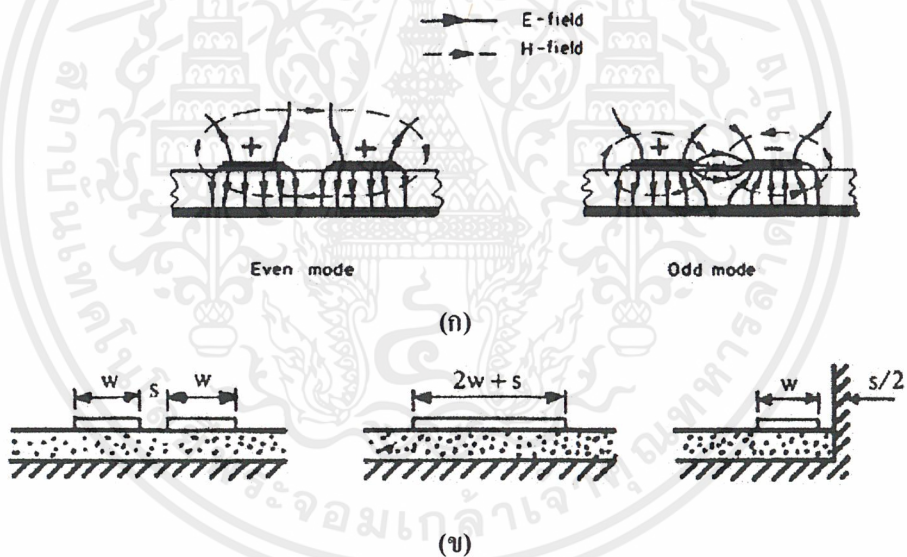 E-field
H-field
+ + + -
Even mode Odd mode
(ก)
w s w 2w + s w s/2
(ข)